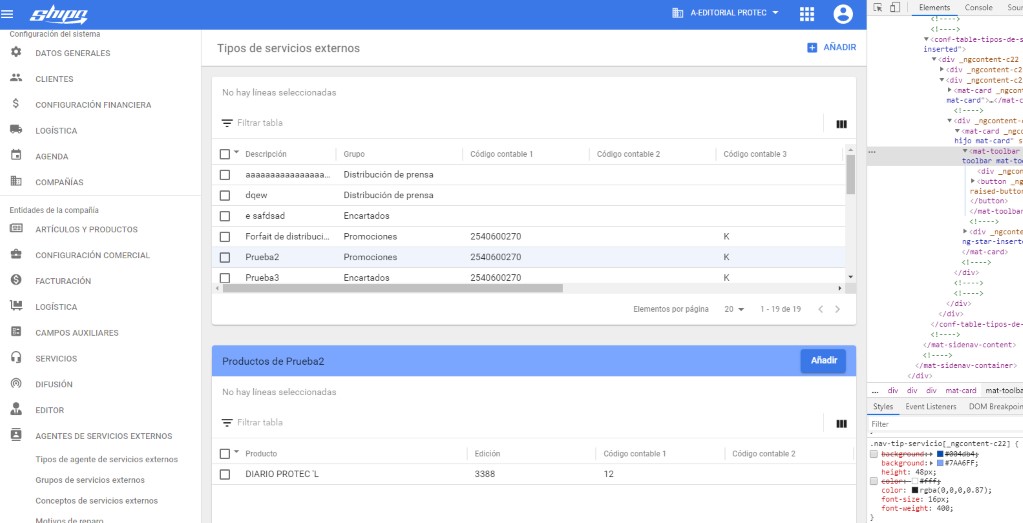 shipe
A-EDITORIAL PROTEC
Configuración del sistema
DATOS GENERALES
CLIENTES
CONFIGURACIÓN FINANCIERA
LOGÍSTICA
AGENDA
COMPAÑÍAS
Entidades de la compañía
ARTÍCULOS Y PRODUCTOS
CONFIGURACIÓN COMERCIAL
FACTURACIÓN
LOGÍSTICA
CAMPOS AUXILIARES
SERVICIOS
DIFUSIÓN
EDITOR
AGENTES DE SERVICIOS EXTERNOS
Tipos de agente de servicios externos
Grupos de servicios externos
Conceptos de servicios externos
Motivos de reparo
Tipos de servicios externos
AÑADIR
No hay líneas seleccionadas
Filtrar tabla
Descripción Grupo Código contable 1 Código contable 2 Código contable 3
aaaaaaaaaaaaaaaa... Distribución de prensa
dqew Distribución de prensa
e safdsad Encartados
Forfait de distribuci... Promociones 2540600270 K
Prueba2 Promociones 2540600270 K
Prueba3 Encartados 2540600270 K
Elementos por página 20 1 - 19 de 19
Productos de Prueba2
Añadir
No hay líneas seleccionadas
Filtrar tabla
Producto Edición Código contable 1 Código contable 2
DIARIO PROTEC ¨L 3388 12
Elements Console Sour
<!---->
<!---->
<conf-table-tipos-de-s
inserted">
<div _ngcontent-c22
<div _ngcontent-c
<div _ngcontent-c
<mat-card _ngcon
mat-card">…</mat-c
<!---->
<div _ngcontent-c
<mat-card _ngcon
hijo mat-card" s
<mat-toolbar
toolbar mat-to
<div _ngcon
<button _ngc
raised-button
</button>
</mat-toolbar>
<!---->
<div _ngconten
ng-star-inserte
</mat-card>
<!---->
</div>
<!---->
<!---->
</div>
</div>
</conf-table-tipos-de-
<!---->
</mat-sidenav-content>
<!---->
</mat-sidenav-container>
</div>
... div div div mat-card mat-toolba
Styles Event Listeners DOM Breakpoin
Filter
}
.nav-tip-servicio[_ngcontent-c22] {
background: #004db4;
background: #7AA6FF;
height: 48px;
color: #fff;
color: rgba(0,0,0,0.87);
font-size: 16px;
font-weight: 400;
}